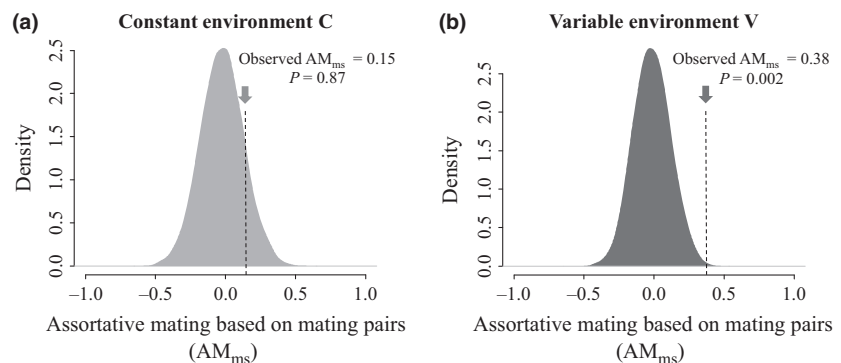 (a) Constant environment C
Observed AMms = 0.15
P = 0.87
Density
2.5
2.0
1.5
1.0
0.5
0.0
–1.0 –0.5 0.0 0.5 1.0
Assortative mating based on mating pairs
(AMms)
(b) Variable environment V
Observed AMms = 0.38
P = 0.002
Density
2.5
2.0
1.5
1.0
0.5
0.0
–1.0 –0.5 0.0 0.5 1.0
Assortative mating based on mating pairs
(AMms)